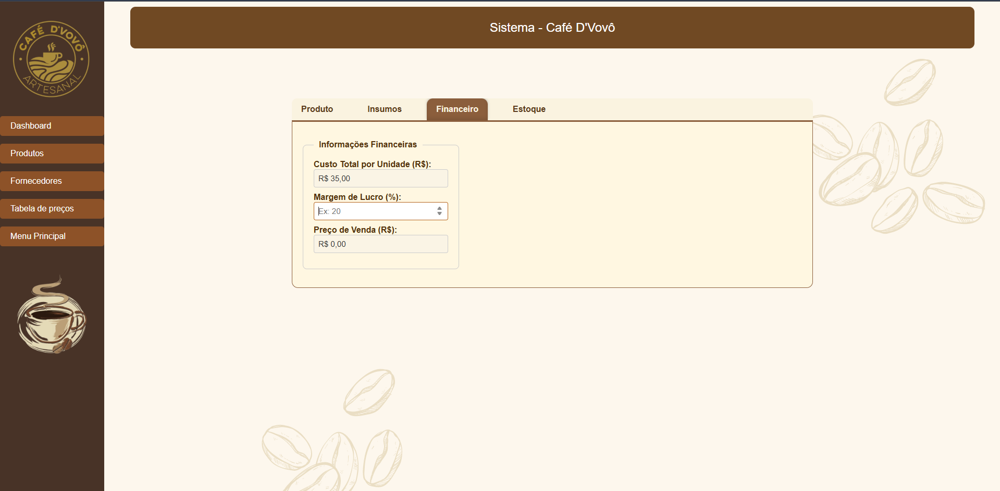 CAFÉ D'VOVÔ
ARTESANAL
Dashboard
Produtos
Fornecedores
Tabela de preços
Menu Principal
Sistema - Café D'Vovô
Produto Insumos Financeiro Estoque
Informações Financeiras
Custo Total por Unidade (R$):
R$ 35,00
Margem de Lucro (%):
Ex: 20
Preço de Venda (R$):
R$ 0,00